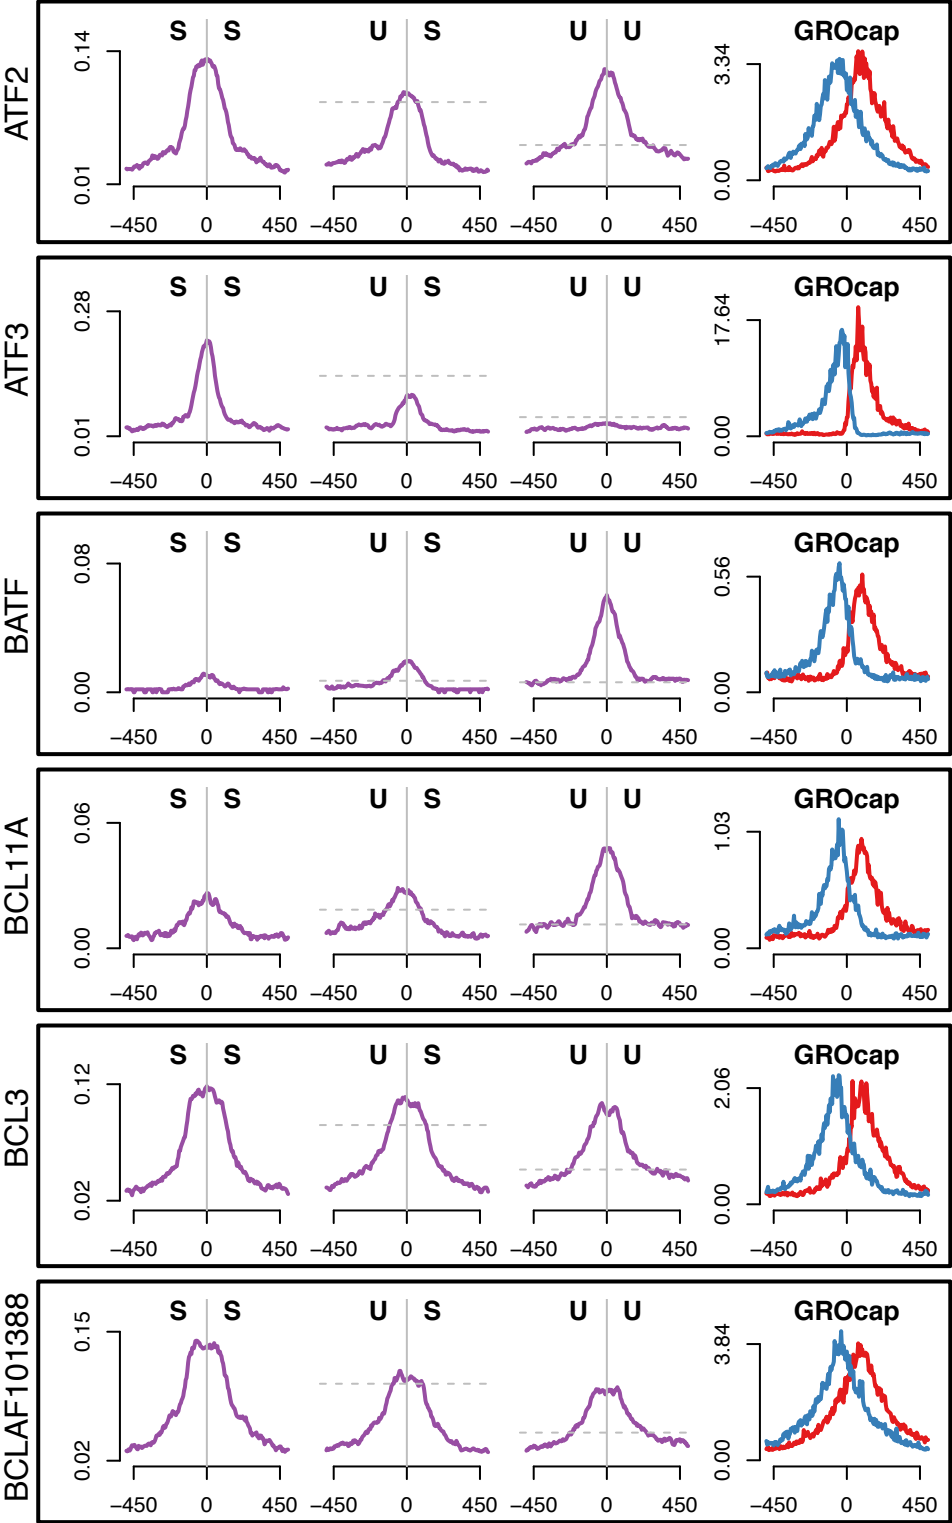 ATF2
S S U S U U GROcap
0.14 0.01 3.34 0.00
−450 0 450 −450 0 450 −450 0 450 −450 0 450
ATF3
S S U S U U GROcap
0.28 0.01 17.64 0.00
−450 0 450 −450 0 450 −450 0 450 −450 0 450
BATF
S S U S U U GROcap
0.08 0.00 0.56 0.00
−450 0 450 −450 0 450 −450 0 450 −450 0 450
BCL11A
S S U S U U GROcap
0.06 0.00 1.03 0.00
−450 0 450 −450 0 450 −450 0 450 −450 0 450
BCL3
S S U S U U GROcap
0.12 0.02 2.06 0.00
−450 0 450 −450 0 450 −450 0 450 −450 0 450
BCLAF101388
S S U S U U GROcap
0.15 0.02 3.84 0.00
−450 0 450 −450 0 450 −450 0 450 −450 0 450